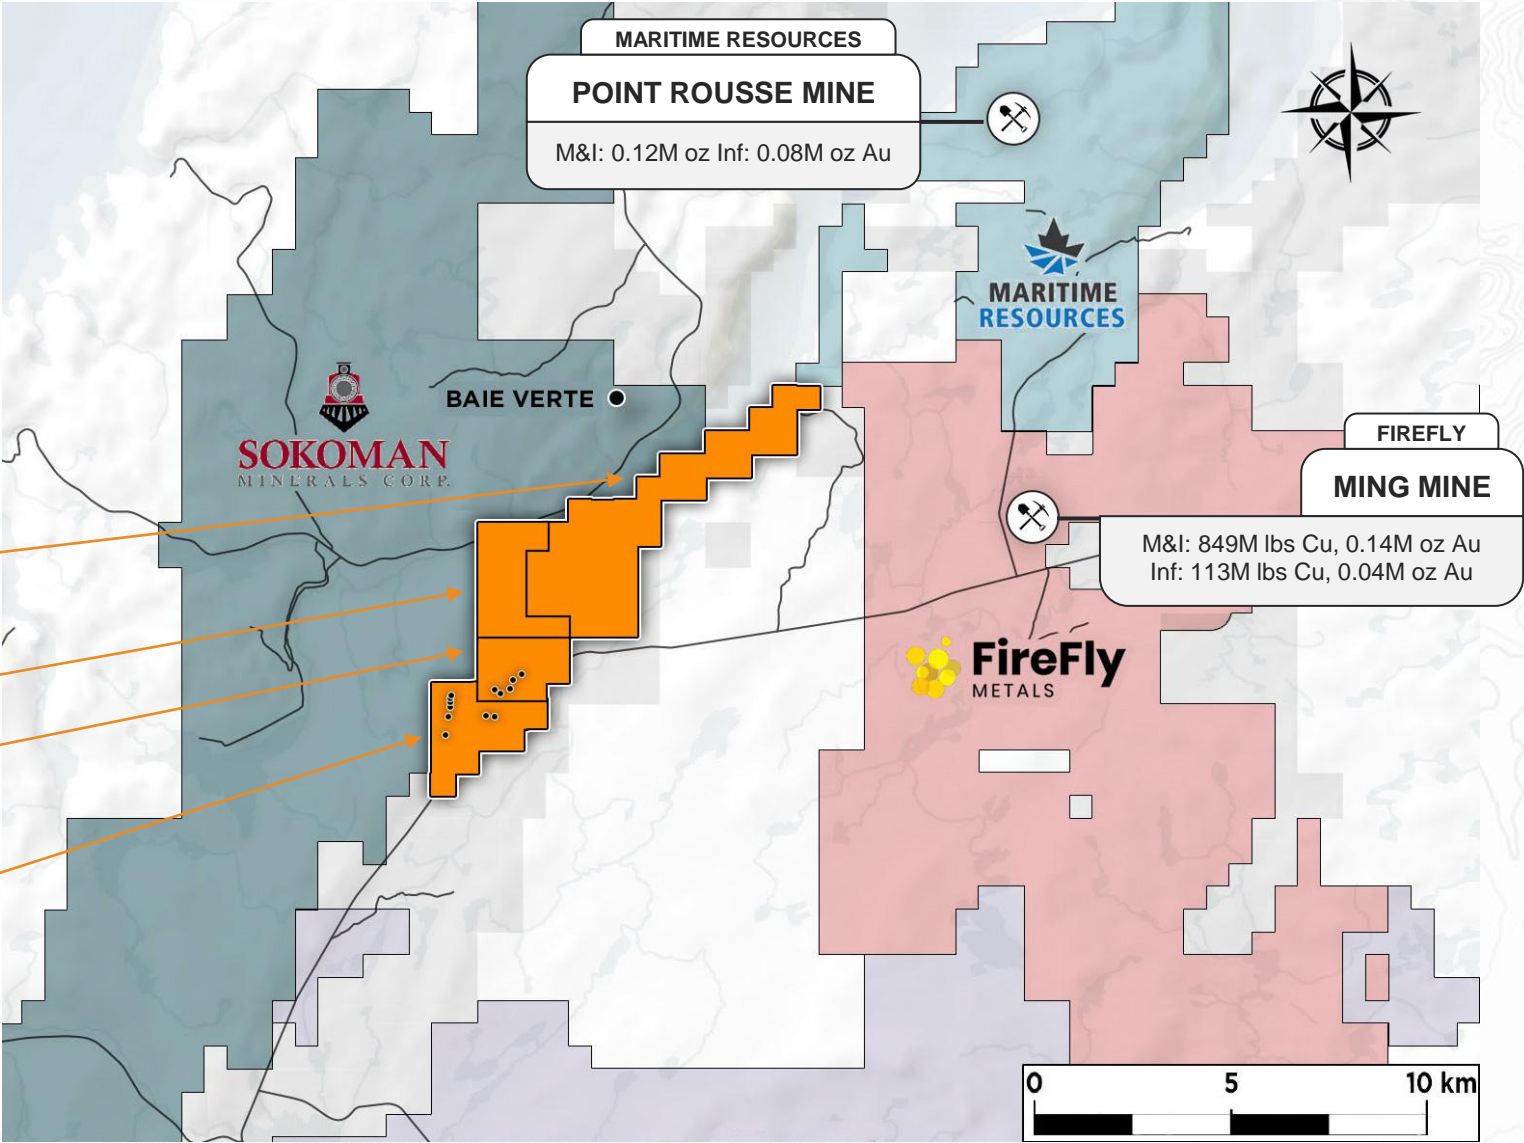 MARITIME RESOURCES
POINT ROUSSE MINE
M&I: 0.12M oz Inf: 0.08M oz Au
MARITIME
RESOURCES
BAIE VERTE
SOKOMAN
MINERALS CORP.
FIREFLY
MING MINE
M&I: 849M lbs Cu, 0.14M oz Au
Inf: 113M lbs Cu, 0.04M oz Au
FireFly
METALS
0 5 10 km